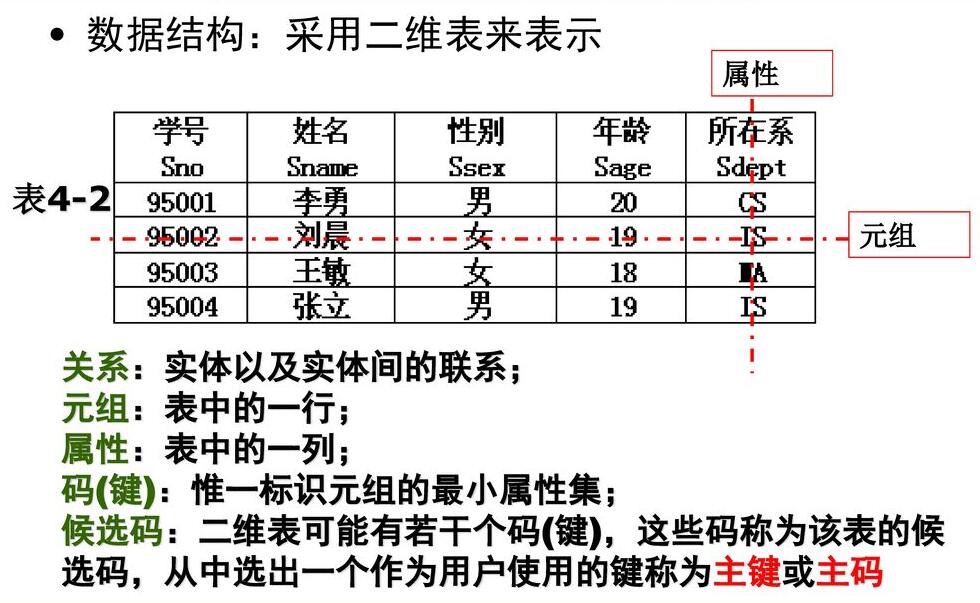 • 数据结构：采用二维表来表示
属性
学号 姓名 性别 年龄 所在系
Sno Sname Ssex Sage Sdept
表4-2
95001 李勇 男 20 CS
95002 刘晨 女 19 IS
元组
95003 王敏 女 18 MA
95004 张立 男 19 IS
关系：实体以及实体间的联系；
元组：表中的一行；
属性：表中的一列；
码(键)：惟一标识元组的最小属性集；
候选码：二维表可能有若干个码(键)，这些码称为该表的候
选码，从中选出一个作为用户使用的键称为主键或主码